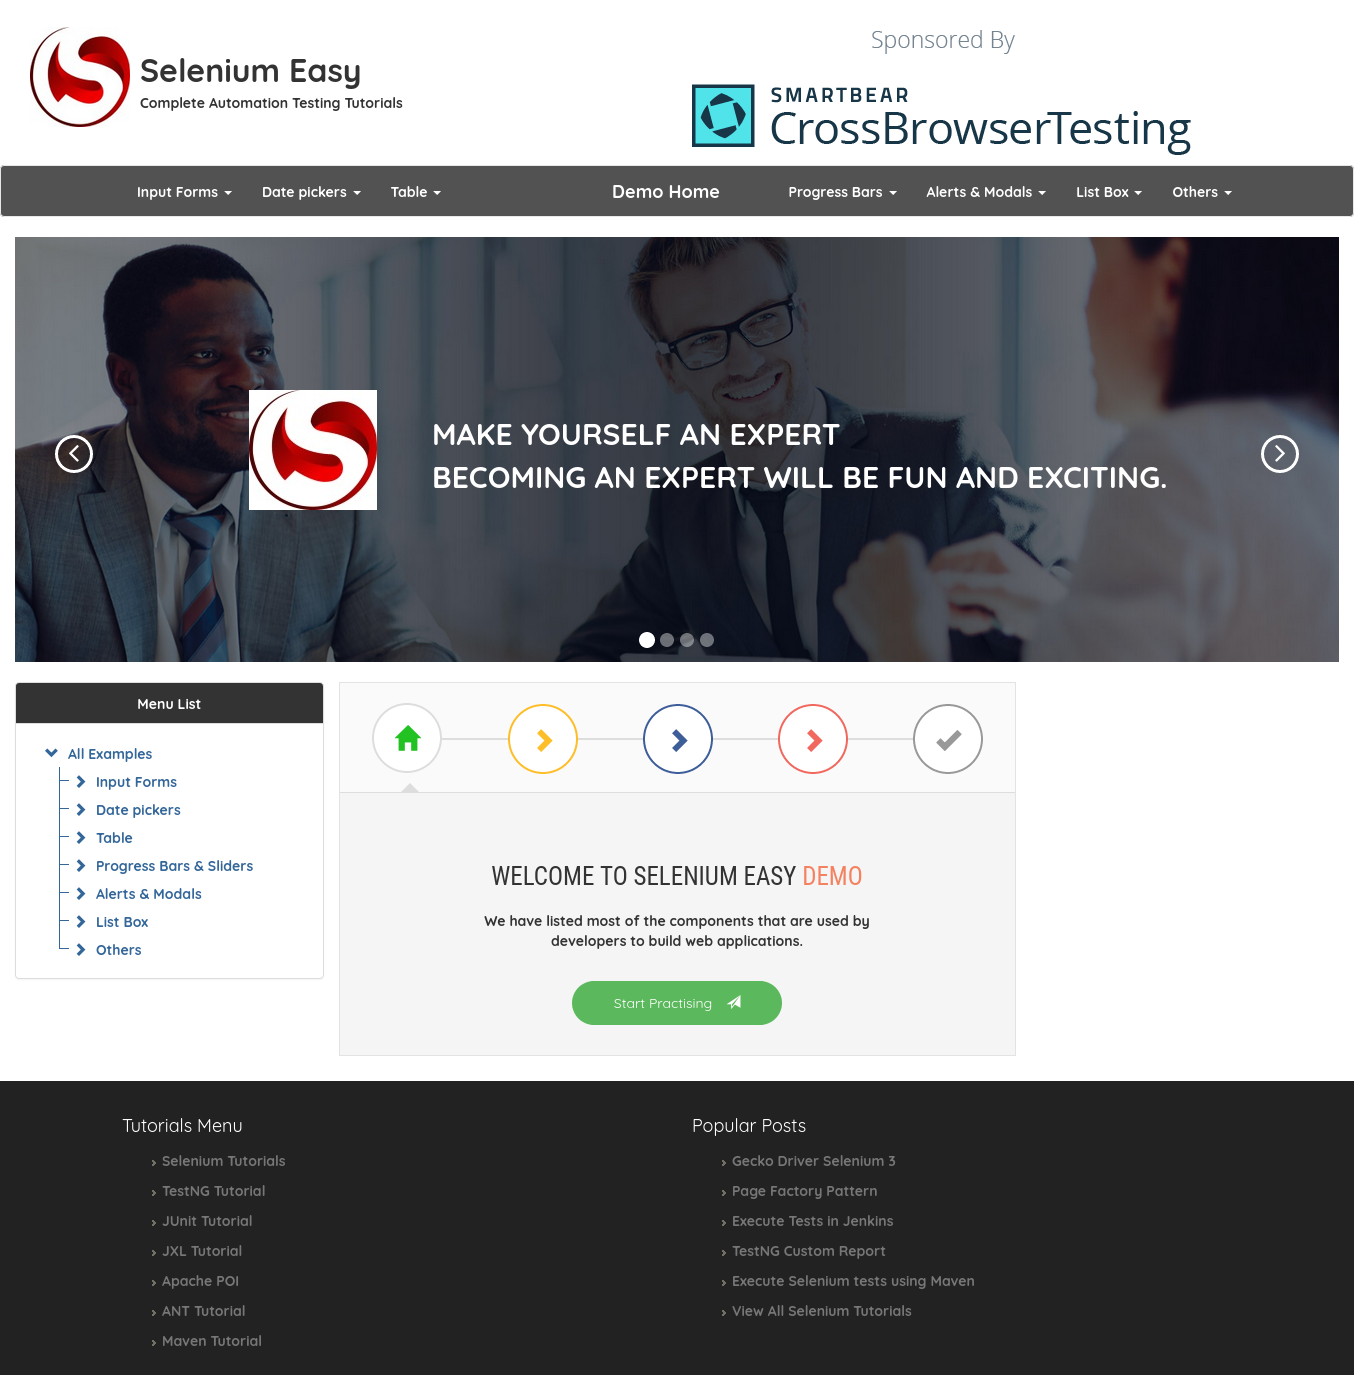 Selenium Easy
Complete Automation Testing Tutorials
Sponsored By
SMARTBEAR
CrossBrowserTesting
Input Forms
Date pickers
Table
Demo Home
Progress Bars
Alerts & Modals
List Box
Others
MAKE YOURSELF AN EXPERT
BECOMING AN EXPERT WILL BE FUN AND EXCITING.
Menu List
All Examples
Input Forms
Date pickers
Table
Progress Bars & Sliders
Alerts & Modals
List Box
Others
WELCOME TO SELENIUM EASY DEMO
We have listed most of the components that are used by
developers to build web applications.
Start Practising
Tutorials Menu
Selenium Tutorials
TestNG Tutorial
JUnit Tutorial
JXL Tutorial
Apache POI
ANT Tutorial
Maven Tutorial
Popular Posts
Gecko Driver Selenium 3
Page Factory Pattern
Execute Tests in Jenkins
TestNG Custom Report
Execute Selenium tests using Maven
View All Selenium Tutorials